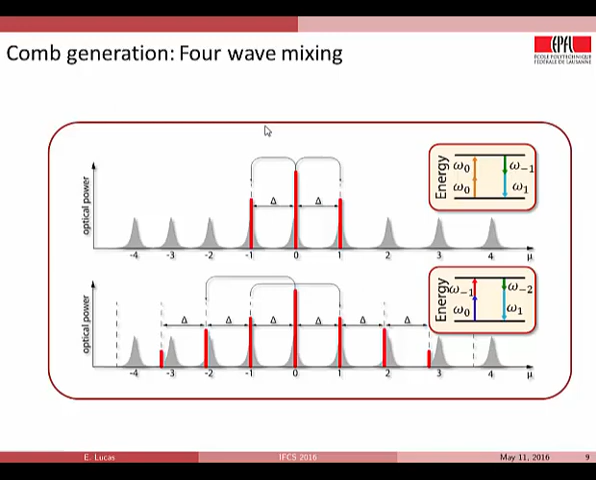 Comb generation: Four wave mixing
EPFL
ÉCOLE POLYTECHNIQUE
FÉDÉRALE DE LAUSANNE
optical power
Δ Δ
-4 -3 -2 -1 0 1 2 3 4 μ
Energy
ω0 ω−1
ω0 ω1
optical power
Δ Δ Δ Δ Δ Δ
-4 -3 -2 -1 0 1 2 3 4 μ
Energy
ω−1 ω−2
ω0 ω1
E. Lucas IFCS 2016 May 11, 2016 9